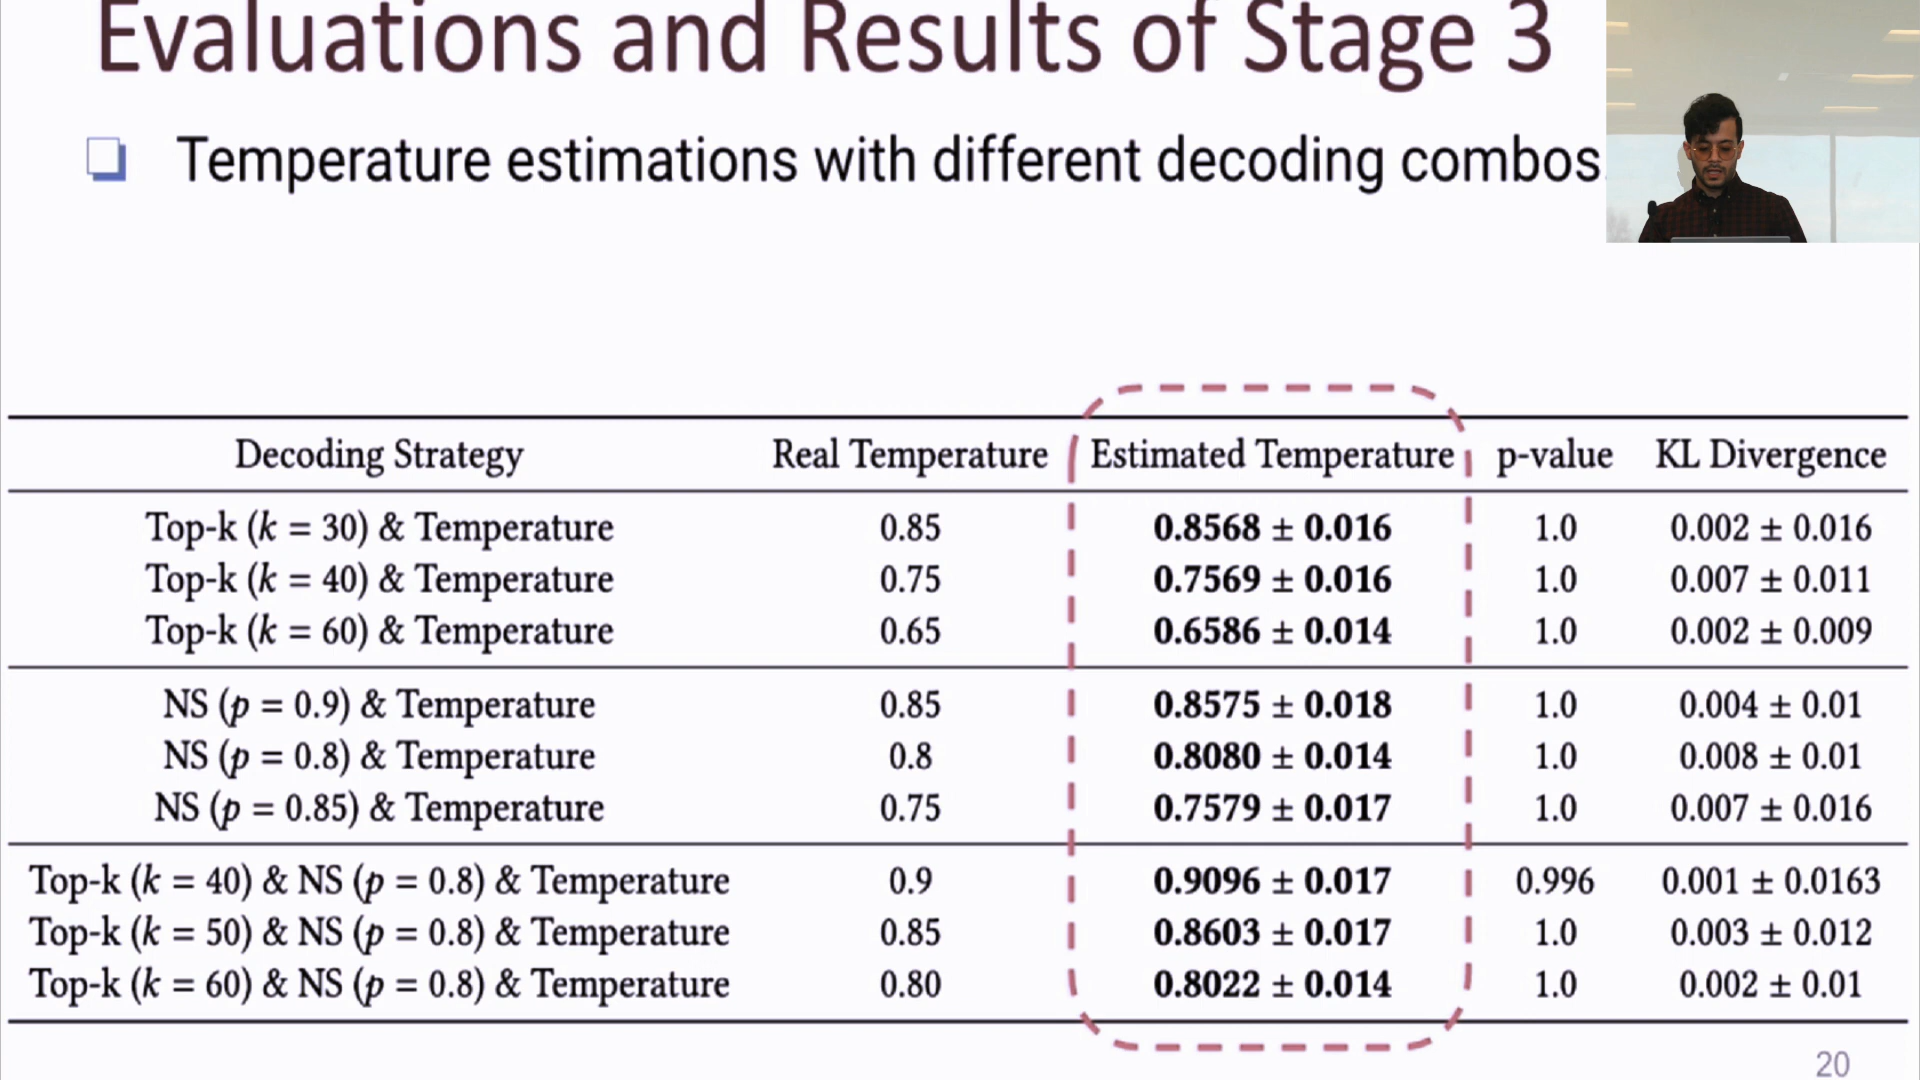 Evaluations and Results of Stage 3
Temperature estimations with different decoding combos.
Decoding Strategy Real Temperature Estimated Temperature p-value KL Divergence
Top-k (k = 30) & Temperature 0.85 0.8568 ± 0.016 1.0 0.002 ± 0.016
Top-k (k = 40) & Temperature 0.75 0.7569 ± 0.016 1.0 0.007 ± 0.011
Top-k (k = 60) & Temperature 0.65 0.6586 ± 0.014 1.0 0.002 ± 0.009
NS (p = 0.9) & Temperature 0.85 0.8575 ± 0.018 1.0 0.004 ± 0.01
NS (p = 0.8) & Temperature 0.8 0.8080 ± 0.014 1.0 0.008 ± 0.01
NS (p = 0.85) & Temperature 0.75 0.7579 ± 0.017 1.0 0.007 ± 0.016
Top-k (k = 40) & NS (p = 0.8) & Temperature 0.9 0.9096 ± 0.017 0.996 0.001 ± 0.0163
Top-k (k = 50) & NS (p = 0.8) & Temperature 0.85 0.8603 ± 0.017 1.0 0.003 ± 0.012
Top-k (k = 60) & NS (p = 0.8) & Temperature 0.80 0.8022 ± 0.014 1.0 0.002 ± 0.01
20